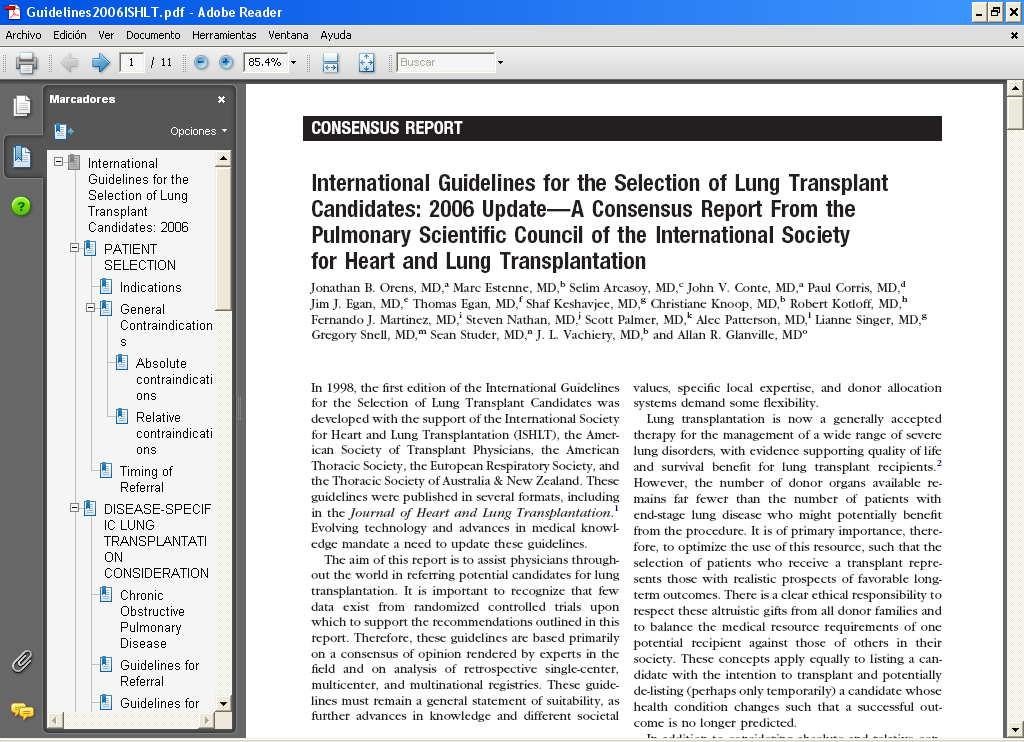 Guidelines2006ISHLT.pdf - Adobe Reader
Archivo Edición Ver Documento Herramientas Ventana Ayuda
1 / 11 85.4% Buscar
Marcadores
Opciones
International
Guidelines for the
Selection of Lung
Transplant
Candidates: 2006
PATIENT
SELECTION
Indications
General
Contraindication
s
Absolute
contraindicati
ons
Relative
contraindicati
ons
Timing of
Referral
DISEASE-SPECIF
IC LUNG
TRANSPLANTATI
ON
CONSIDERATION
Chronic
Obstructive
Pulmonary
Disease
Guidelines for
Referral
Guidelines for
CONSENSUS REPORT
International Guidelines for the Selection of Lung Transplant
Candidates: 2006 Update—A Consensus Report From the
Pulmonary Scientific Council of the International Society
for Heart and Lung Transplantation
Jonathan B. Orens, MD,a Marc Estenne, MD,b Selim Arcasoy, MD,c John V. Conte, MD,a Paul Corris, MD,d
Jim J. Egan, MD,e Thomas Egan, MD,f Shaf Keshavjee, MD,g Christiane Knoop, MD,b Robert Kotloff, MD,h
Fernando J. Martinez, MD,i Steven Nathan, MD,j Scott Palmer, MD,k Alec Patterson, MD,l Lianne Singer, MD,g
Gregory Snell, MD,m Sean Studer, MD,n J. L. Vachiery, MD,b and Allan R. Glanville, MDo
In 1998, the first edition of the International Guidelines
for the Selection of Lung Transplant Candidates was
developed with the support of the International Society
for Heart and Lung Transplantation (ISHLT), the Amer-
ican Society of Transplant Physicians, the American
Thoracic Society, the European Respiratory Society, and
the Thoracic Society of Australia & New Zealand. These
guidelines were published in several formats, including
in the Journal of Heart and Lung Transplantation.1
Evolving technology and advances in medical knowl-
edge mandate a need to update these guidelines.
The aim of this report is to assist physicians through-
out the world in referring potential candidates for lung
transplantation. It is important to recognize that few
data exist from randomized controlled trials upon
which to support the recommendations outlined in this
report. Therefore, these guidelines are based primarily
on a consensus of opinion rendered by experts in the
field and on analysis of retrospective single-center,
multicenter, and multinational registries. These guide-
lines must remain a general statement of suitability, as
further advances in knowledge and different societal
values, specific local expertise, and donor allocation
systems demand some flexibility.
Lung transplantation is now a generally accepted
therapy for the management of a wide range of severe
lung disorders, with evidence supporting quality of life
and survival benefit for lung transplant recipients.2
However, the number of donor organs available re-
mains far fewer than the number of patients with
end-stage lung disease who might potentially benefit
from the procedure. It is of primary importance, there-
fore, to optimize the use of this resource, such that the
selection of patients who receive a transplant repre-
sents those with realistic prospects of favorable long-
term outcomes. There is a clear ethical responsibility to
respect these altruistic gifts from all donor families and
to balance the medical resource requirements of one
potential recipient against those of others in their
society. These concepts apply equally to listing a can-
didate with the intention to transplant and potentially
de-listing (perhaps only temporarily) a candidate whose
health condition changes such that a successful out-
come is no longer predicted.